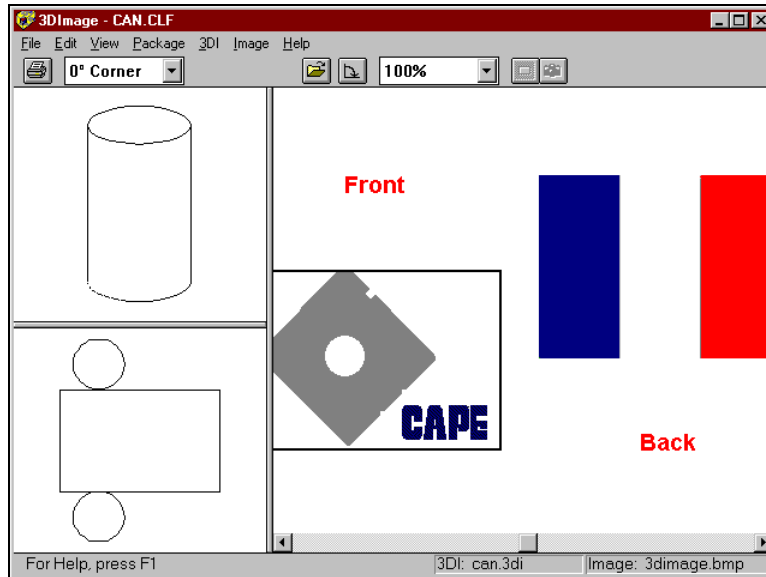 3DImage - CAN.CLF
File Edit View Package 3DI Image Help
0° Corner 100%
Front
CAPE
Back
For Help, press F1 3DI: can.3di Image: 3dimage.bmp